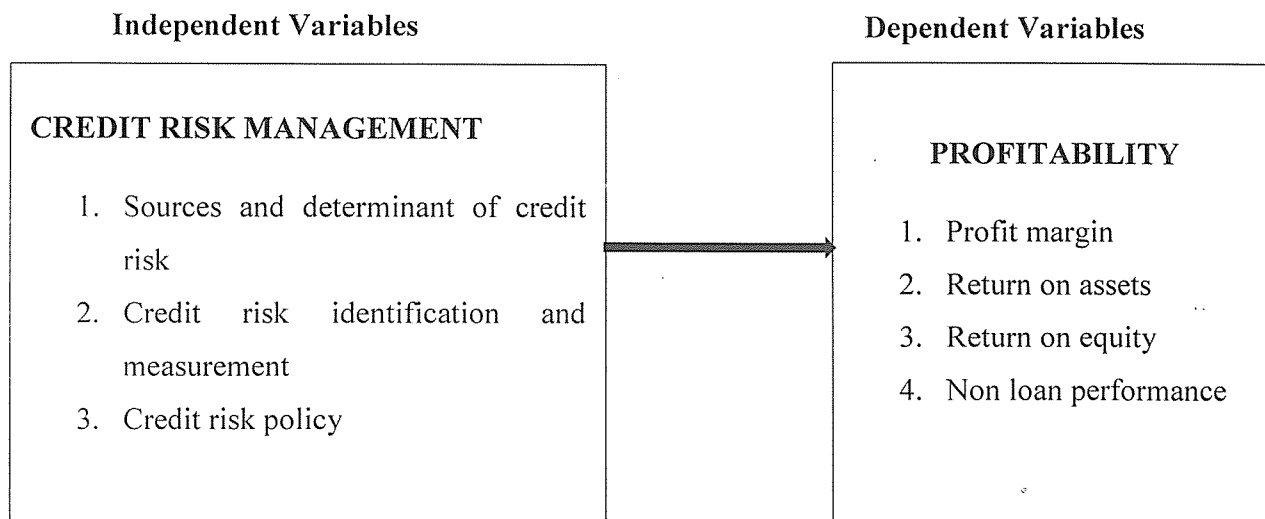 Independent Variables
Dependent Variables
CREDIT RISK MANAGEMENT
1. Sources and determinant of credit
risk
2. Credit risk identification and
measurement
3. Credit risk policy
PROFITABILITY
1. Profit margin
2. Return on assets
3. Return on equity
4. Non loan performance